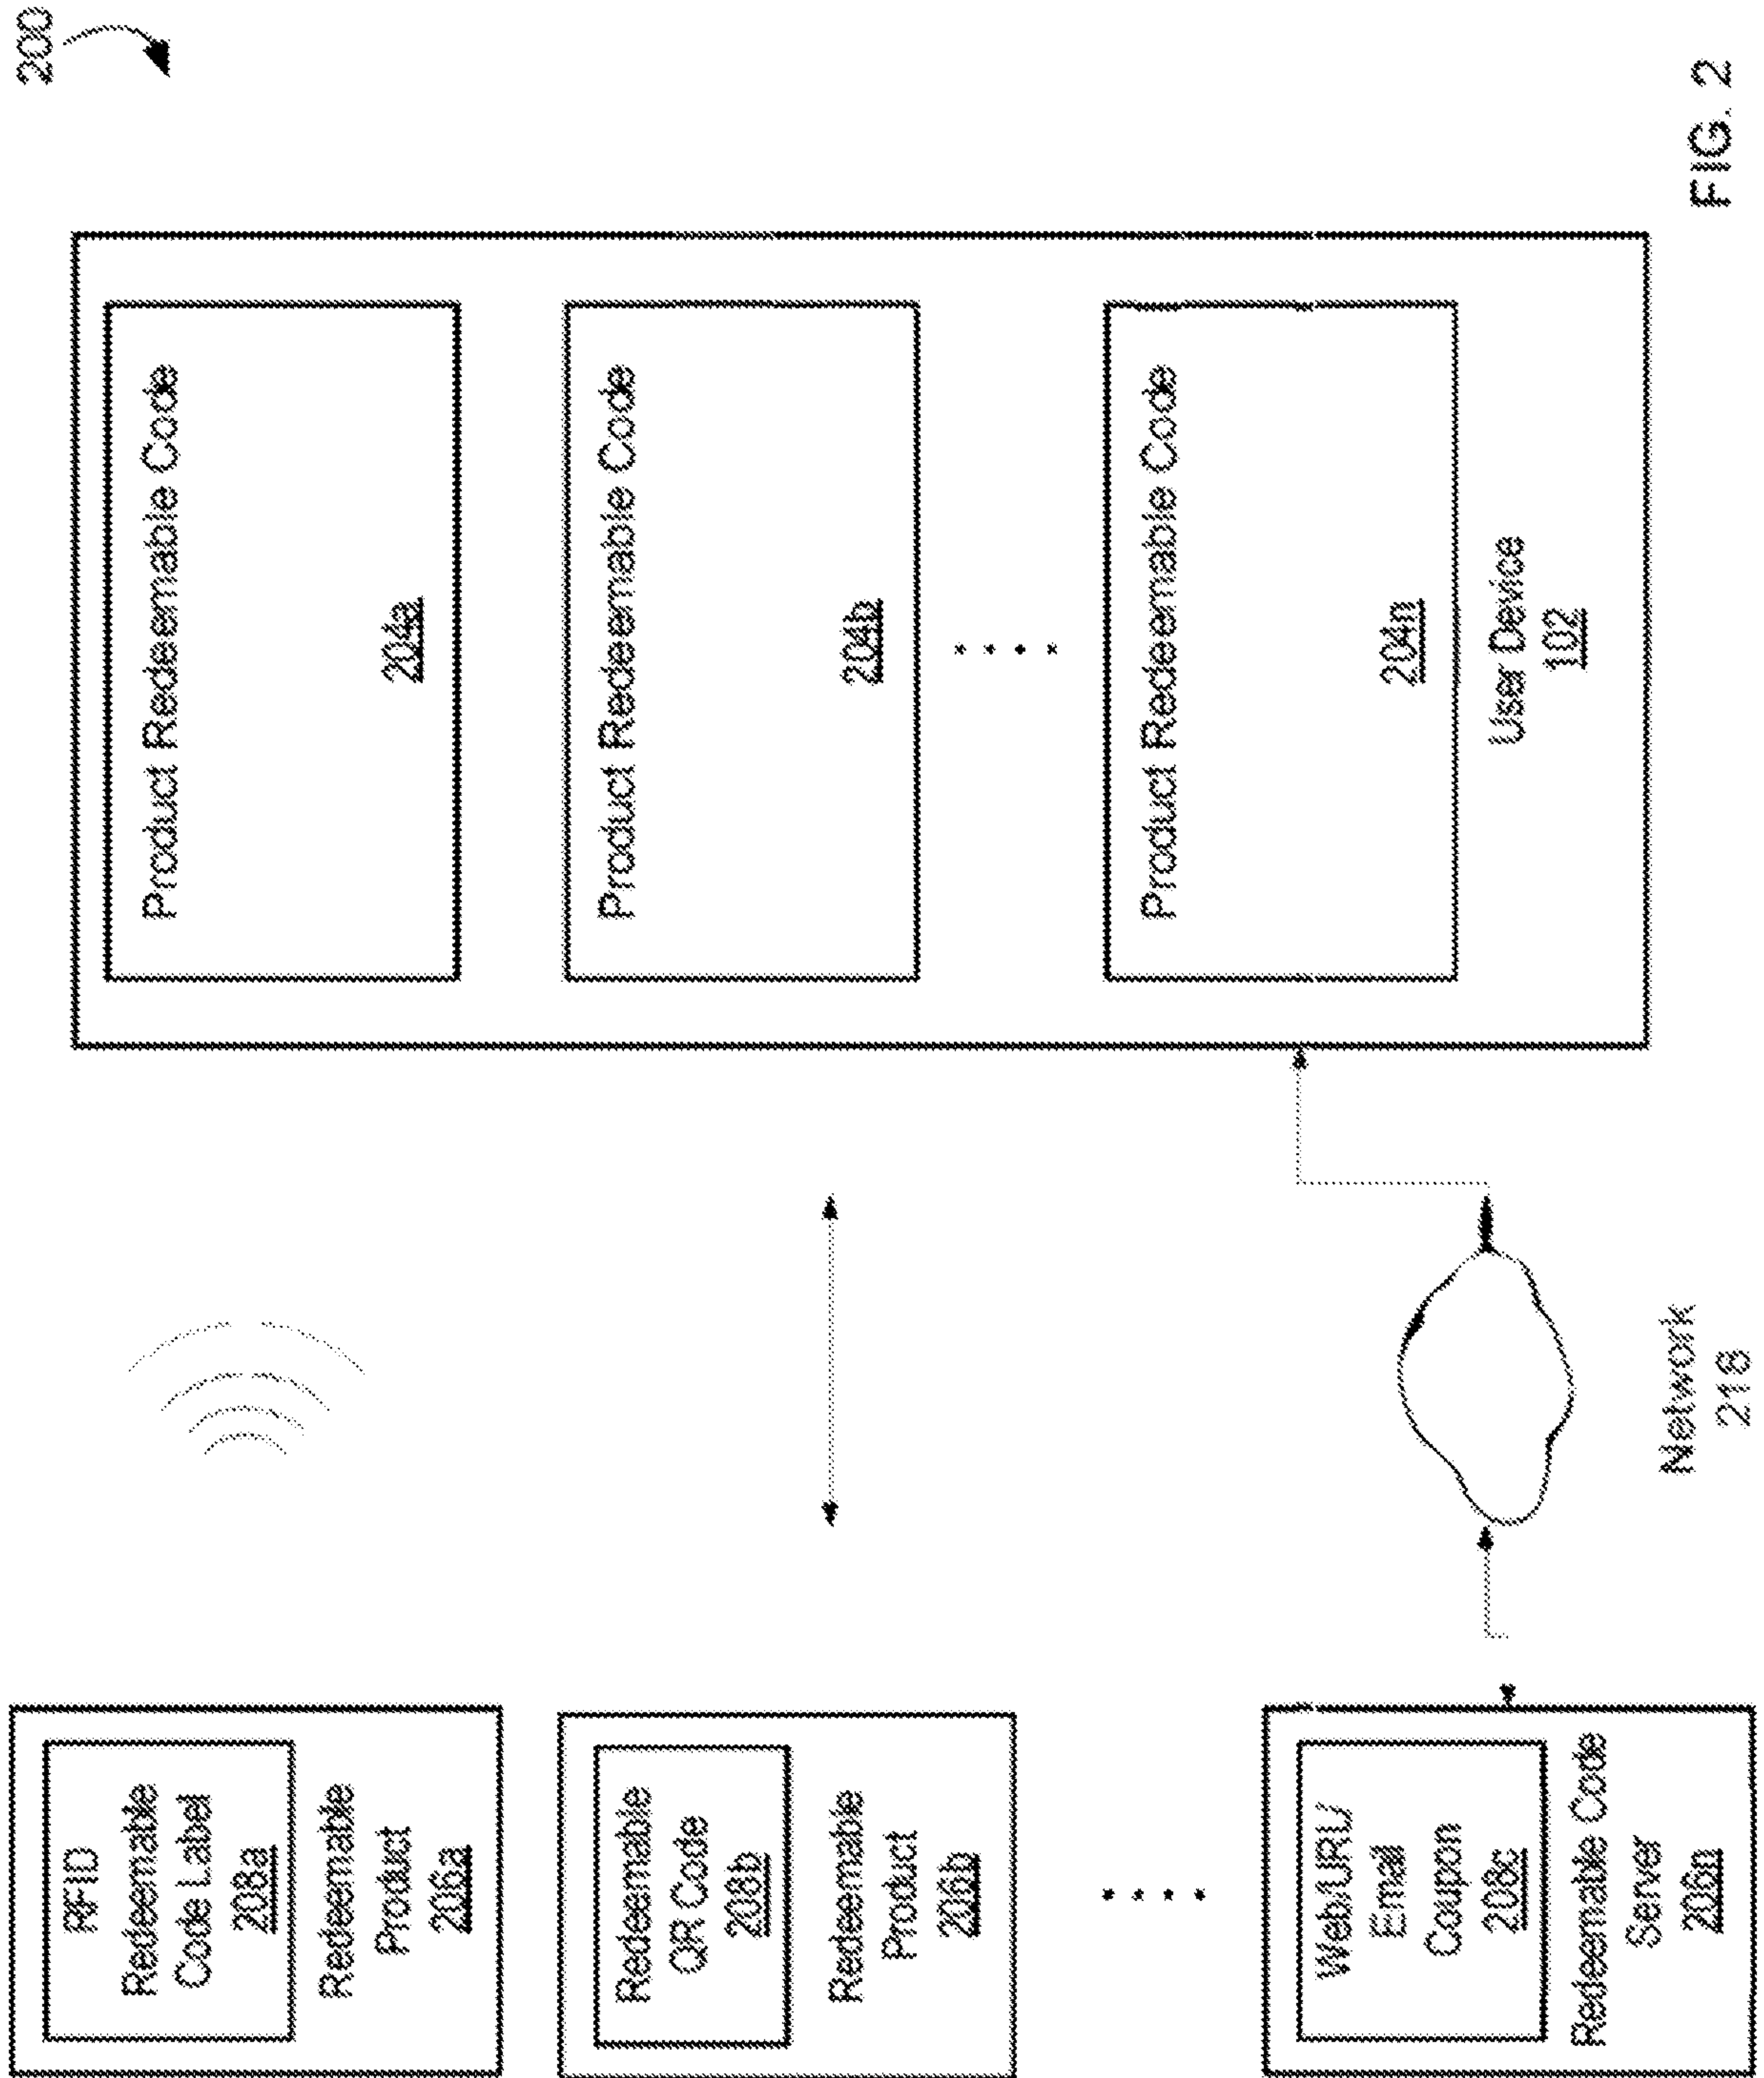 200
RFID
Redeemable
Code Label
208a
Redeemable
Product
206a
Product Redeemable Code
204a
Redeemable
QR Code
208b
Redeemable
Product
206b
Product Redeemable Code
204b
Web/URL/
Email
Coupon
208c
Redeemable Code
Server
206n
Network
218
Product Redeemable Code
204n
User Device
102
FIG. 2